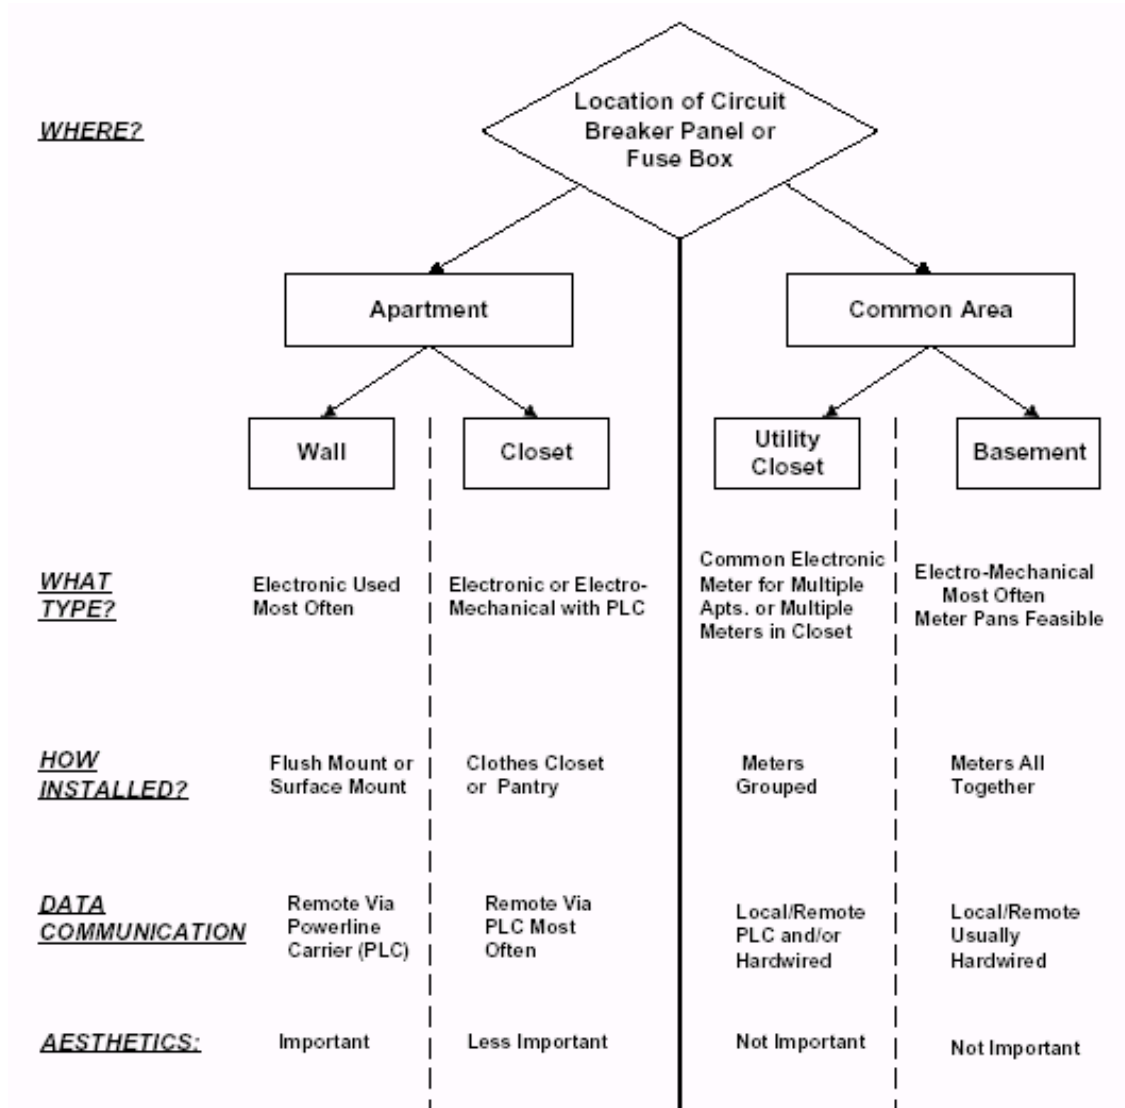 WHERE?
Location of Circuit
Breaker Panel or
Fuse Box
Apartment
Common Area
Wall
Closet
Utility
Closet
Basement
WHAT
TYPE?
Electronic Used
Most Often
Electronic or Electro-
Mechanical with PLC
Common Electronic
Meter for Multiple
Apts. or Multiple
Meters in Closet
Electro-Mechanical
Most Often
Meter Pans Feasible
HOW
INSTALLED?
Flush Mount or
Surface Mount
Clothes Closet
or Pantry
Meters
Grouped
Meters All
Together
DATA
COMMUNICATION
Remote Via
Powerline
Carrier (PLC)
Remote Via
PLC Most
Often
Local/Remote
PLC and/or
Hardwired
Local/Remote
Usually
Hardwired
AESTHETICS:
Important
Less Important
Not Important
Not Important